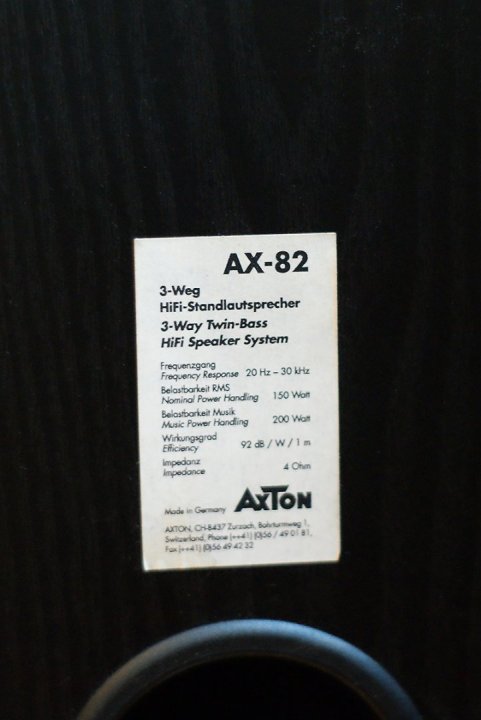 AX-82
3-Weg
HiFi-Standlautsprecher
3-Way Twin-Bass
HiFi Speaker System
Frequenzgang
Frequency Response 20 Hz – 30 kHz
Belastbarkeit RMS
Nominal Power Handling 150 Watt
Belastbarkeit Musik
Music Power Handling 200 Watt
Wirkungsgrad
Efficiency 92 dB / W / 1 m
Impedanz
Impedance 4 Ohm
Made in Germany AXTON
AXTON, CH-8437 Zurzach, Bahnturmweg 1,
Switzerland, Phone (++41) (0)56 / 49 01 81,
Fax (++41) (0)56 49 42 32